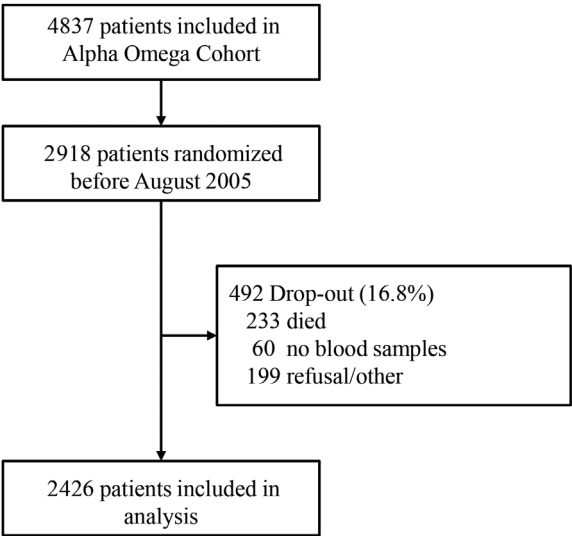 4837 patients included in
Alpha Omega Cohort
2918 patients randomized
before August 2005
492 Drop-out (16.8%)
233 died
60 no blood samples
199 refusal/other
2426 patients included in
analysis